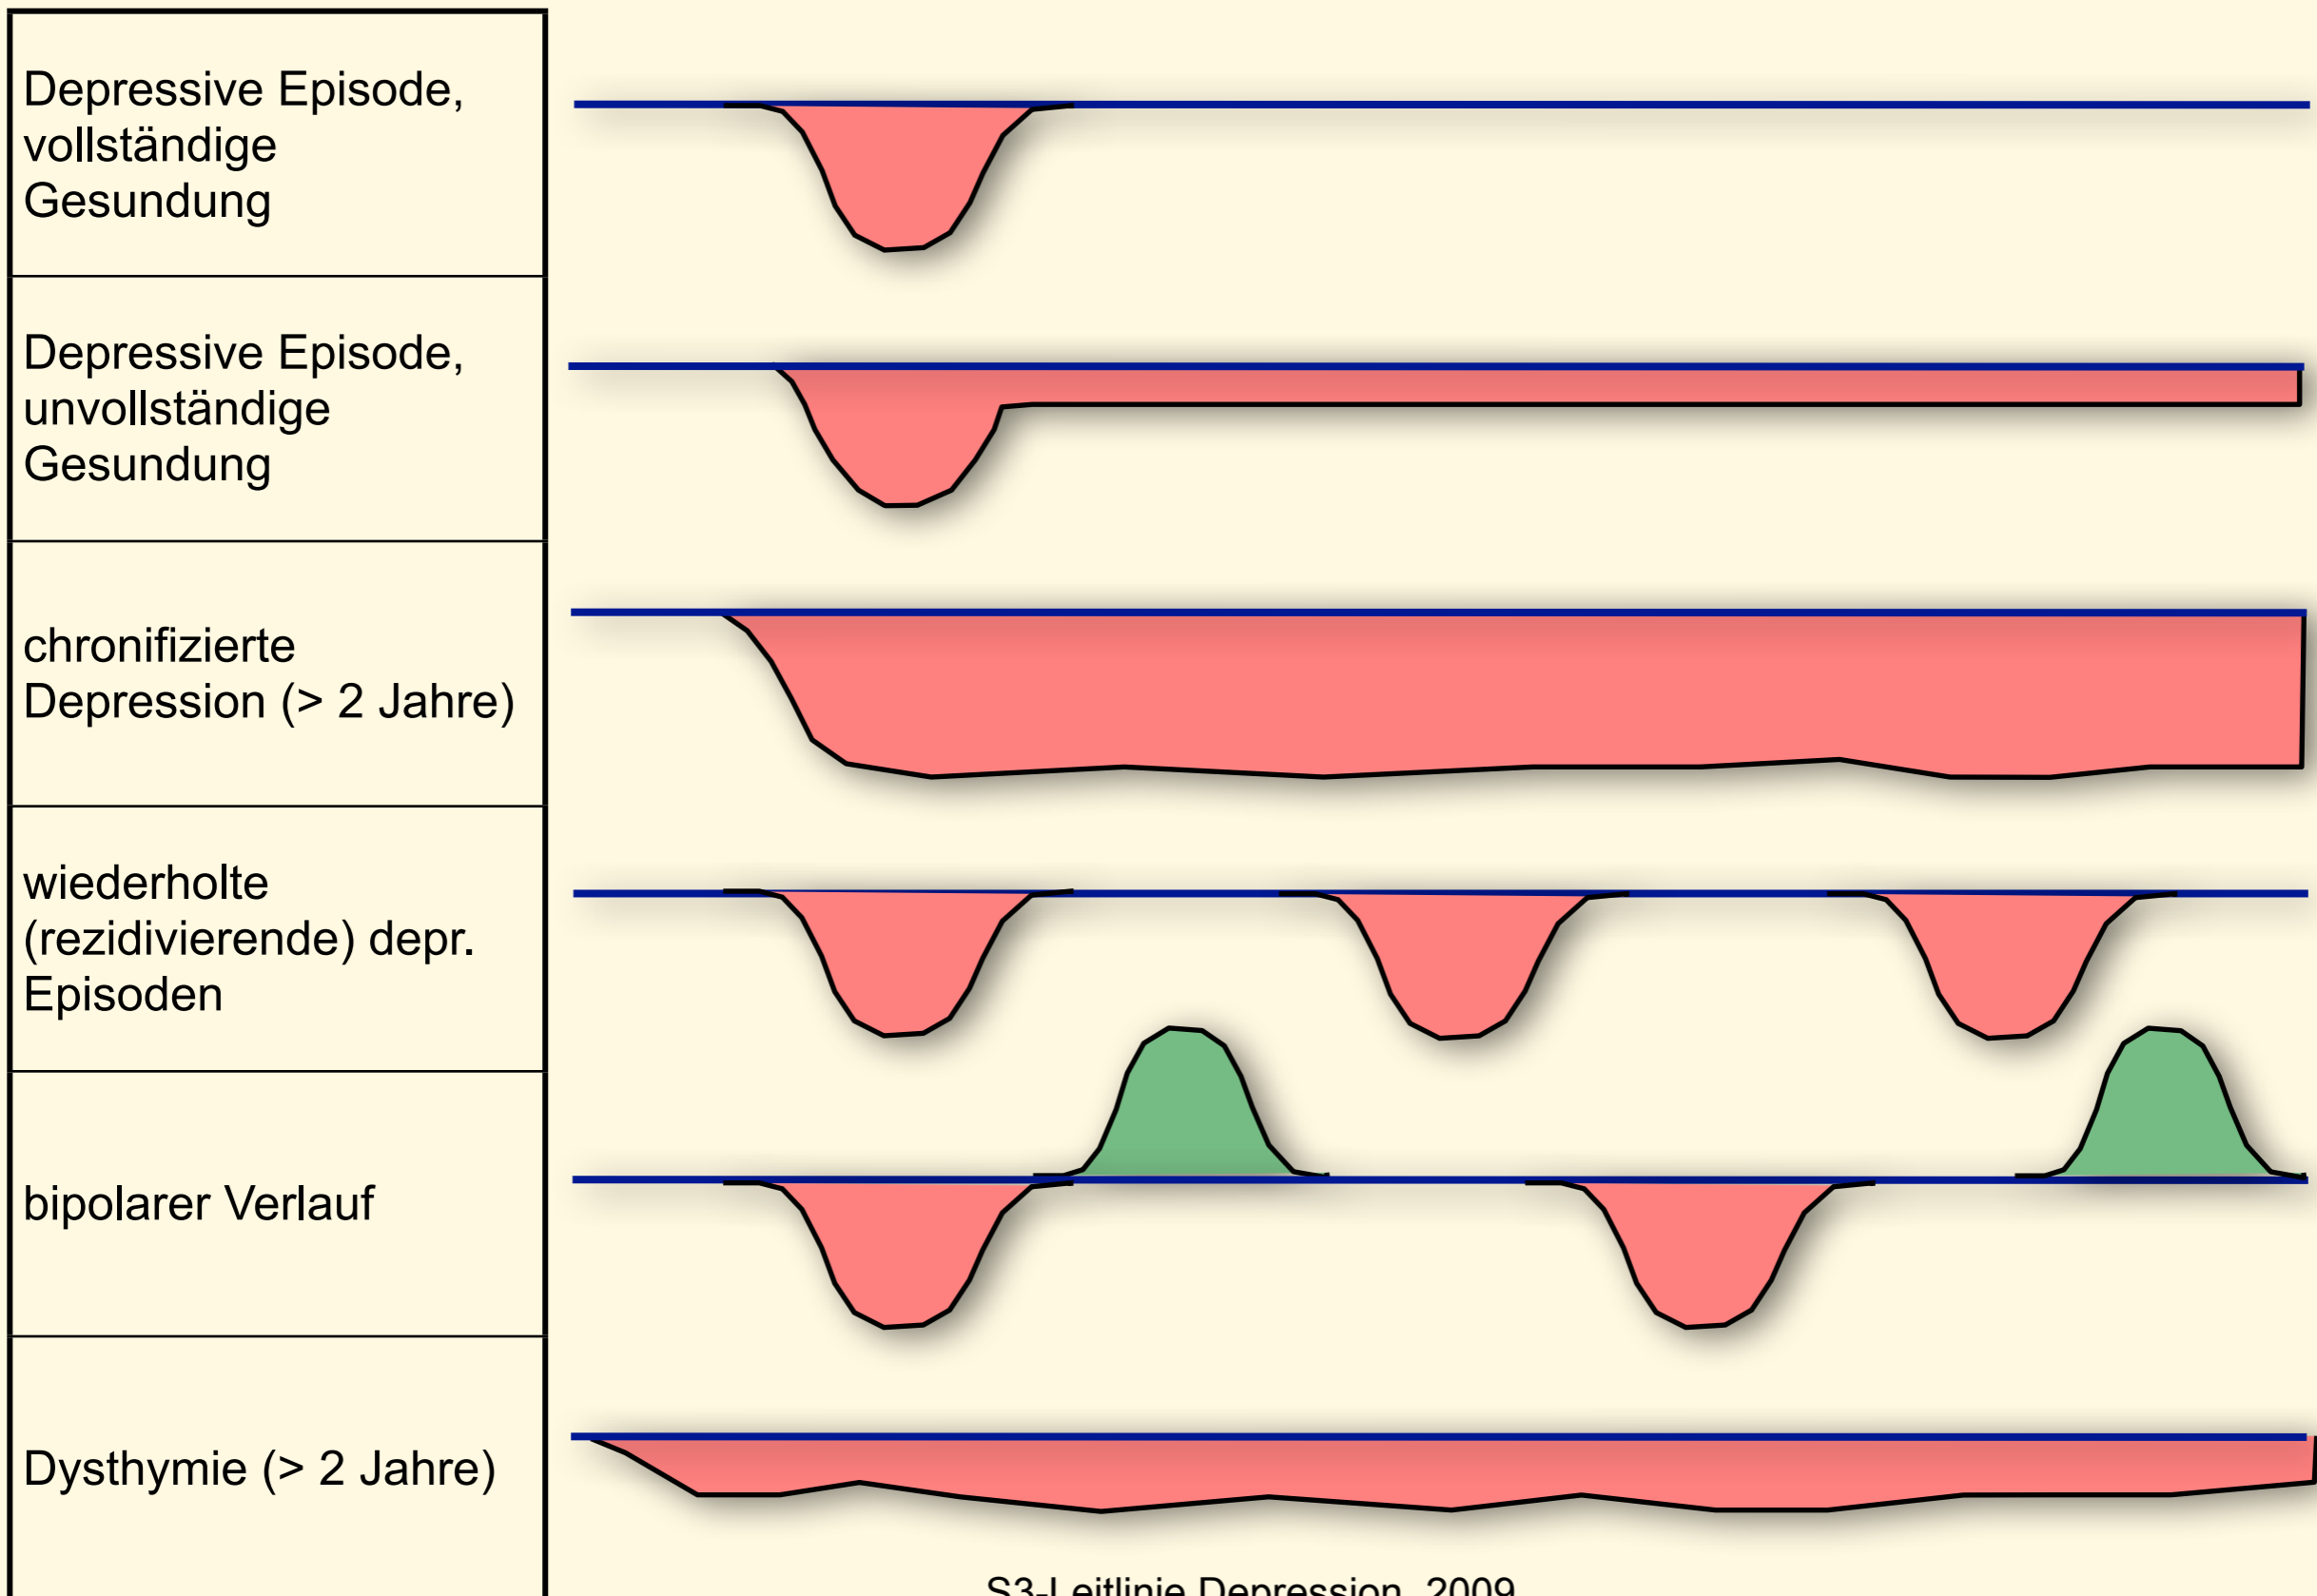 Depressive Episode,
vollständige
Gesundung
Depressive Episode,
unvollständige
Gesundung
chronifizierte
Depression (> 2 Jahre)
wiederholte
(rezidivierende) depr.
Episoden
bipolarer Verlauf
Dysthymie (> 2 Jahre)
S3-Leitlinie Depression, 2009